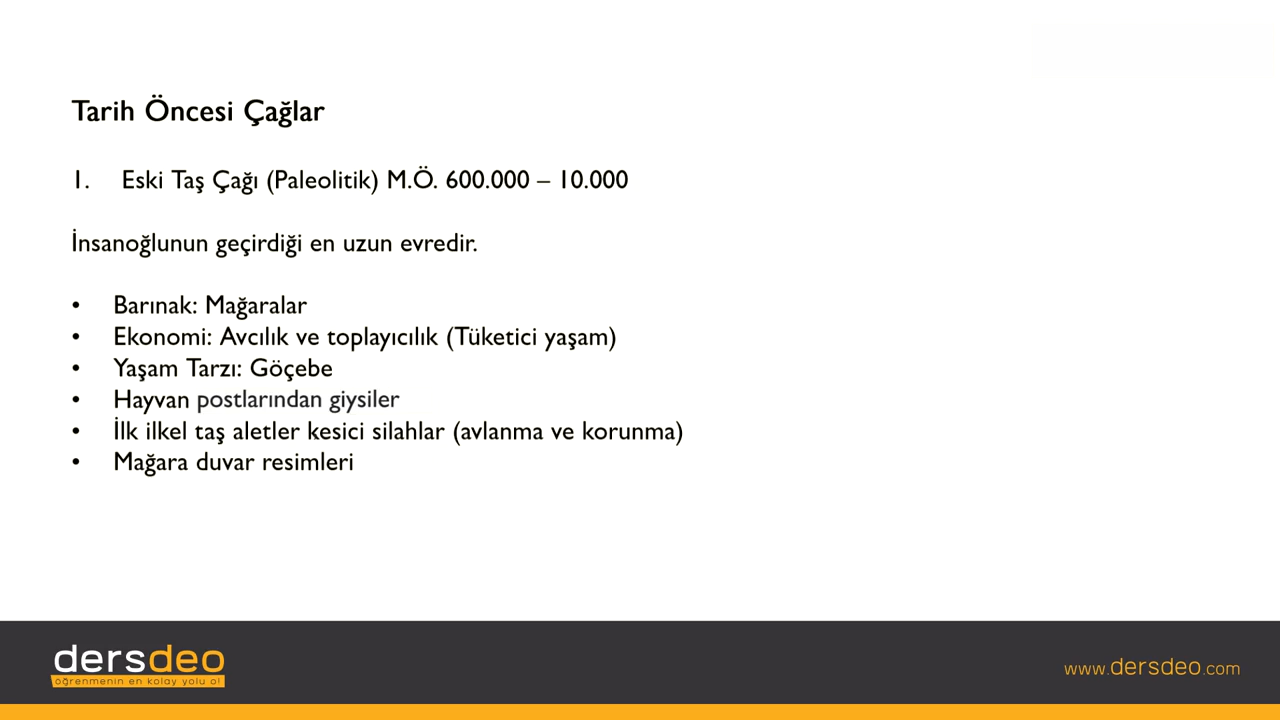 Tarih Öncesi Çağlar
1. Eski Taş Çağı (Paleolitik) M.Ö. 600.000 – 10.000
İnsanoğlunun geçirdiği en uzun evredir.
• Barınak: Mağaralar
• Ekonomi: Avcılık ve toplayıcılık (Tüketici yaşam)
• Yaşam Tarzı: Göçebe
• Hayvan postlarından giysiler
• İlk ilkel taş aletler kesici silahlar (avlanma ve korunma)
• Mağara duvar resimleri
dersdeo
öğrenmenin en kolay yolu o!
www.dersdeo.com